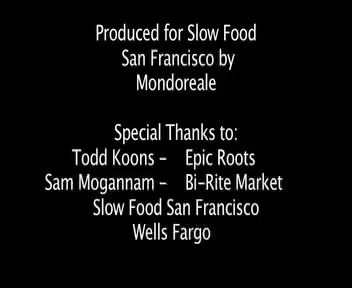 Produced for Slow Food
San Francisco by
Mondoreale
Special Thanks to:
Todd Koons - Epic Roots
Sam Mogannam - Bi-Rite Market
Slow Food San Francisco
Wells Fargo